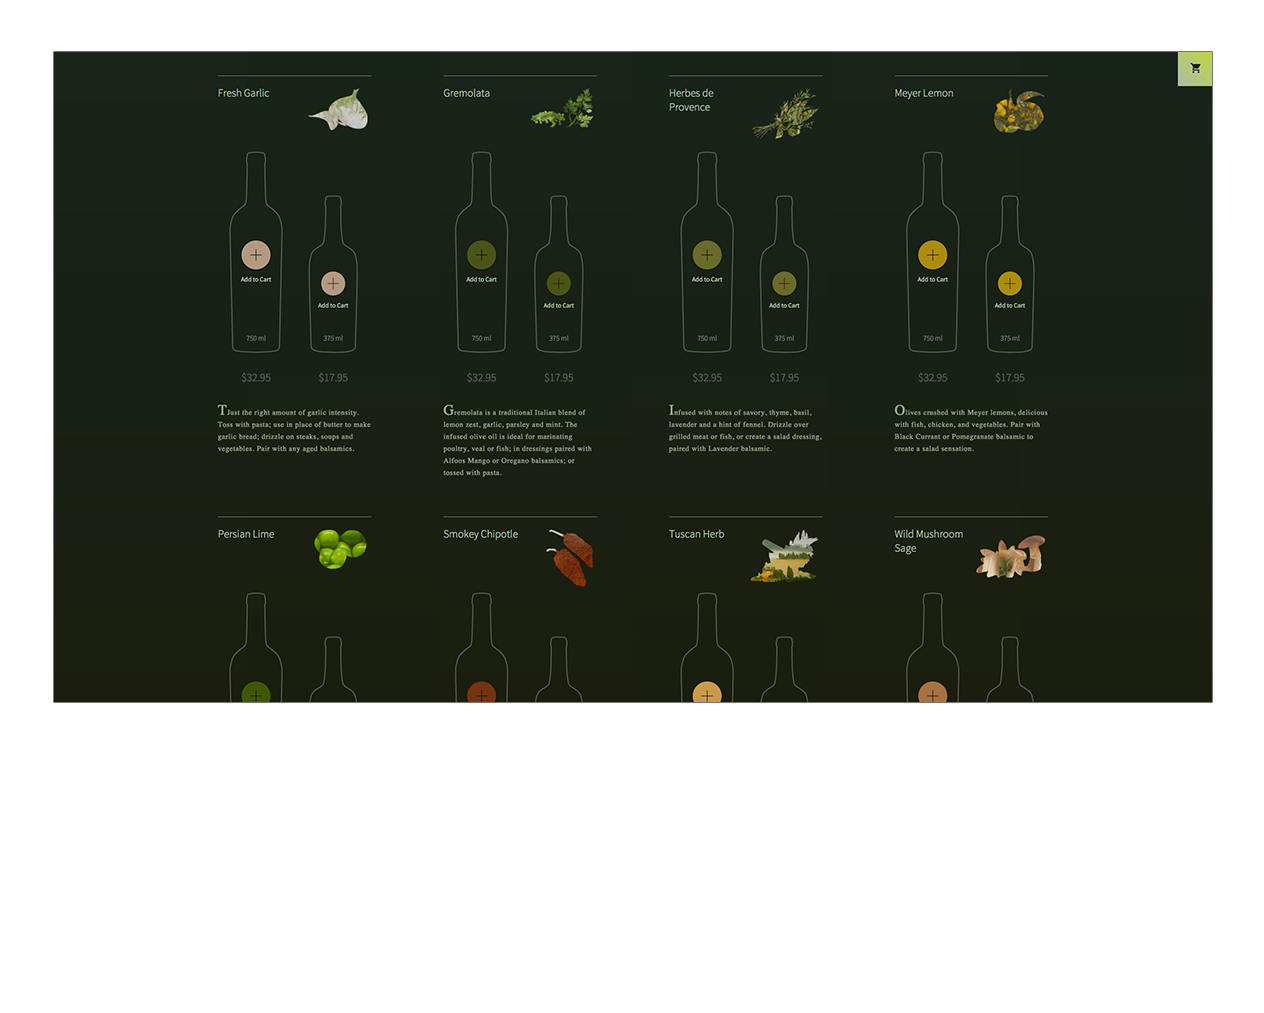 Fresh Garlic
Add to Cart
Add to Cart
750 ml
375 ml
$32.95
$17.95
TJust the right amount of garlic intensity.
Toss with pasta; use in place of butter to make
garlic bread; drizzle on steaks, soups and
vegetables. Pair with any aged balsamics.
Gremolata
Add to Cart
Add to Cart
750 ml
375 ml
$32.95
$17.95
Gremolata is a traditional Italian blend of
lemon zest, garlic, parsley and mint. The
infused olive oil is ideal for marinating
poultry, veal or fish; in dressings paired with
Alfoos Mango or Oregano balsamics; or
tossed with pasta.
Herbes de
Provence
Add to Cart
Add to Cart
750 ml
375 ml
$32.95
$17.95
Infused with notes of savory, thyme, basil,
lavender and a hint of fennel. Drizzle over
grilled meat or fish, or create a salad dressing,
paired with Lavender balsamic.
Meyer Lemon
Add to Cart
Add to Cart
750 ml
375 ml
$32.95
$17.95
Olives crushed with Meyer lemons, delicious
with fish, chicken, and vegetables. Pair with
Black Currant or Pomegranate balsamic to
create a salad sensation.
Persian Lime
Smokey Chipotle
Tuscan Herb
Wild Mushroom
Sage